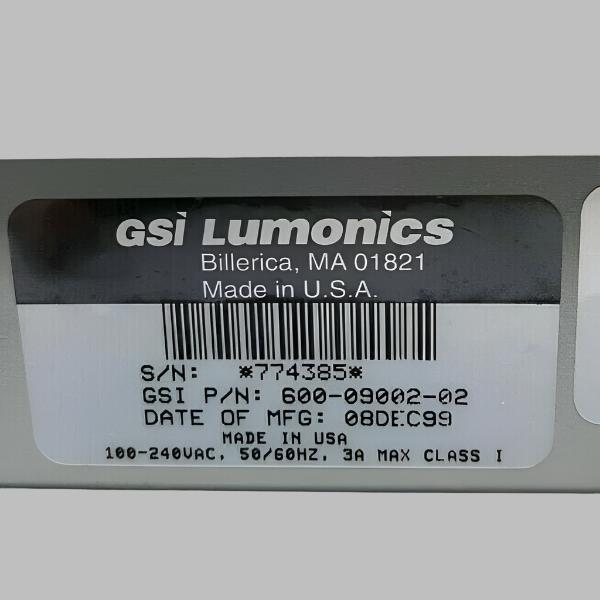 GSi Lumonics
Billerica, MA 01821
Made in U.S.A.
S/N: *774385*
GSI P/N: 600-09002-02
DATE OF MFG: 08DEC99
MADE IN USA
100-240VAC, 50/60HZ, 3A MAX CLASS I